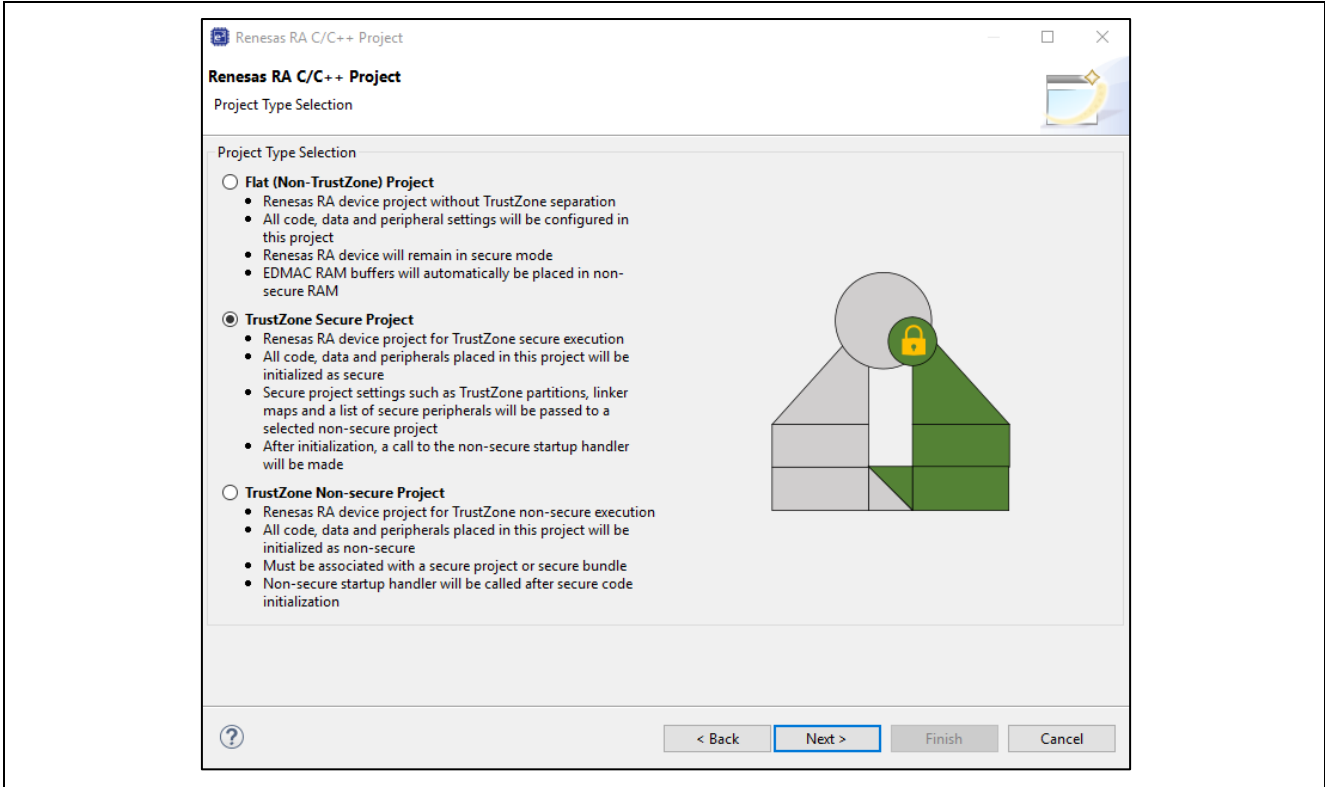 Renesas RA C/C++ Project
Renesas RA C/C++ Project
Project Type Selection
Project Type Selection
Flat (Non-TrustZone) Project
• Renesas RA device project without TrustZone separation
• All code, data and peripheral settings will be configured in
this project
• Renesas RA device will remain in secure mode
• EDMAC RAM buffers will automatically be placed in non-
secure RAM
TrustZone Secure Project
• Renesas RA device project for TrustZone secure execution
• All code, data and peripherals placed in this project will be
initialized as secure
• Secure project settings such as TrustZone partitions, linker
maps and a list of secure peripherals will be passed to a
selected non-secure project
• After initialization, a call to the non-secure startup handler
will be made
TrustZone Non-secure Project
• Renesas RA device project for TrustZone non-secure execution
• All code, data and peripherals placed in this project will be
initialized as non-secure
• Must be associated with a secure project or secure bundle
• Non-secure startup handler will be called after secure code
initialization
? < Back Next > Finish Cancel